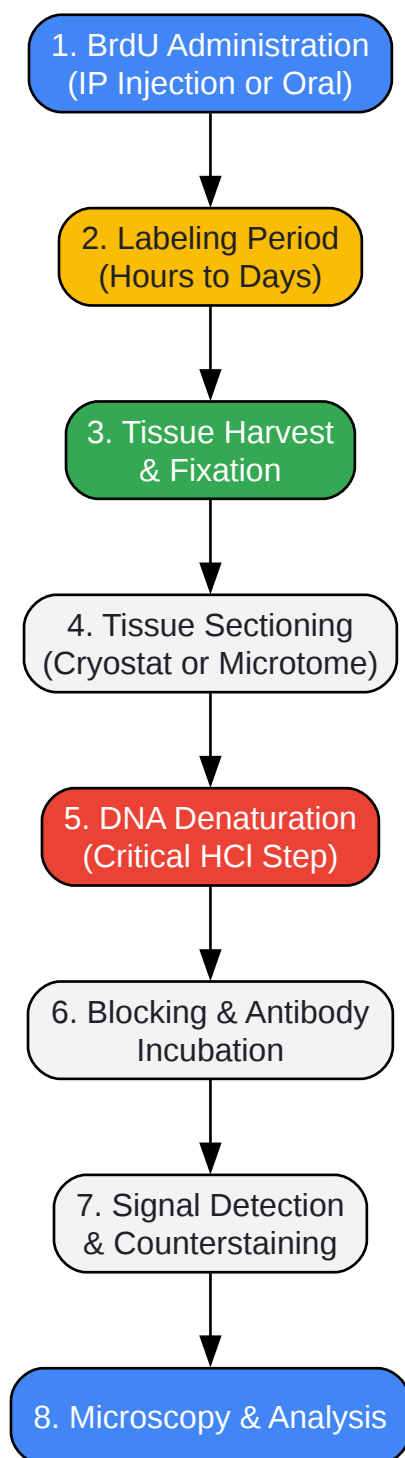 1. BrdU Administration
(IP Injection or Oral)
2. Labeling Period
(Hours to Days)
3. Tissue Harvest
& Fixation
4. Tissue Sectioning
(Cryostat or Microtome)
5. DNA Denaturation
(Critical HCl Step)
6. Blocking & Antibody
Incubation
7. Signal Detection
& Counterstaining
8. Microscopy & Analysis